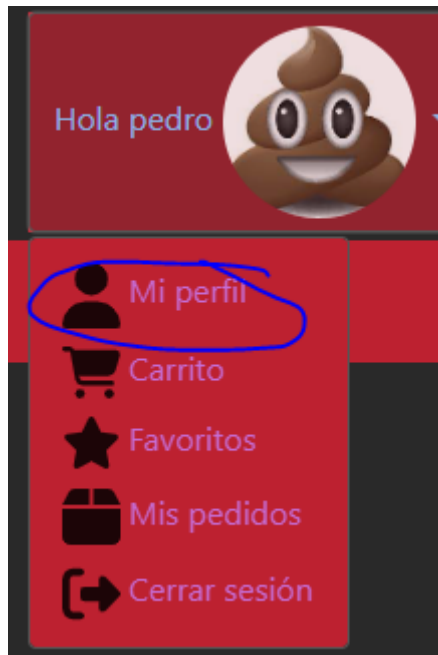 Hola pedro
Mi perfil
Carrito
Favoritos
Mis pedidos
Cerrar sesión